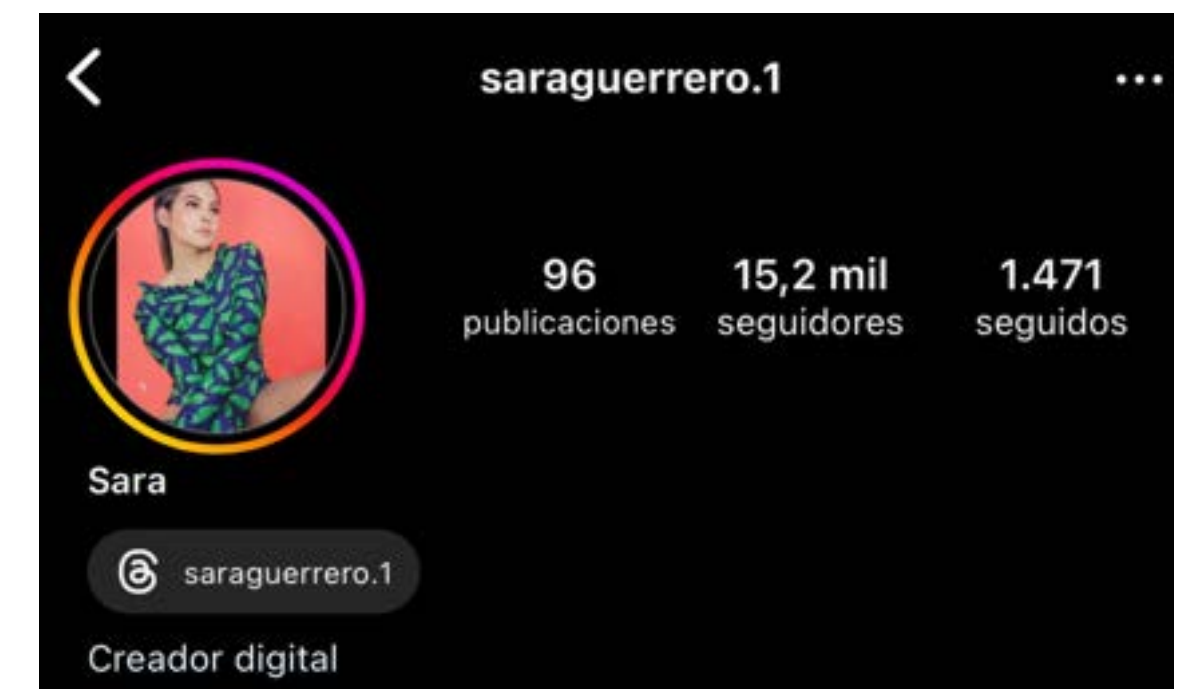 saraguerrero.1
96 15,2 mil 1.471
publicaciones seguidores seguidos
Sara
saraguerrero.1
Creador digital